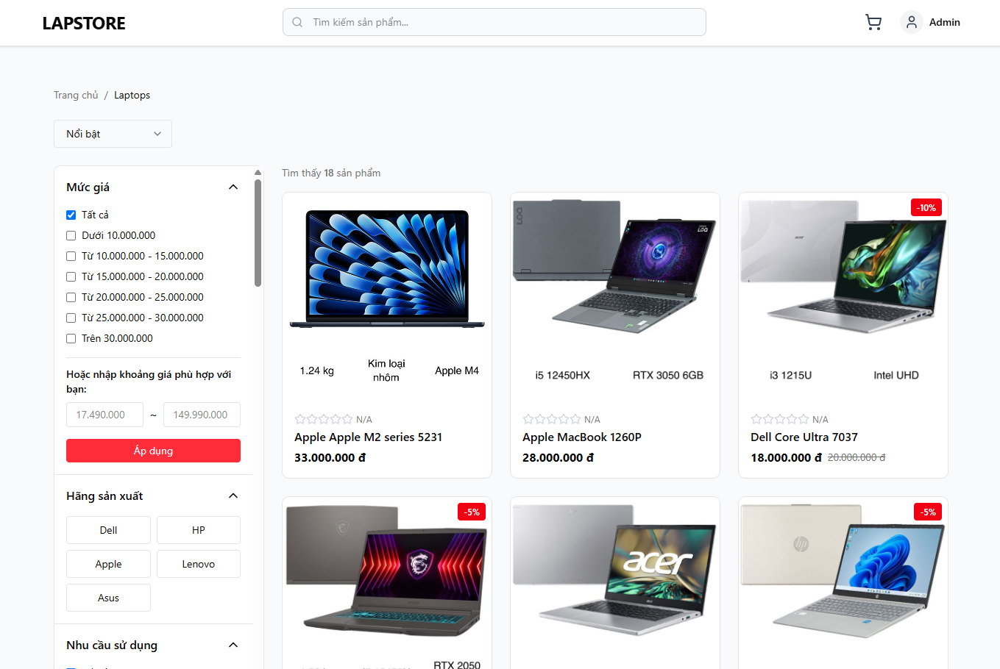 LAPSTORE
Tìm kiếm sản phẩm...
Admin
Trang chủ / Laptops
Nổi bật
Mức giá
Tất cả
Dưới 10.000.000
Từ 10.000.000 - 15.000.000
Từ 15.000.000 - 20.000.000
Từ 20.000.000 - 25.000.000
Từ 25.000.000 - 30.000.000
Trên 30.000.000
Hoặc nhập khoảng giá phù hợp với
bạn:
17.490.000 ~ 149.990.000
Áp dụng
Hãng sản xuất
Dell
HP
Apple
Lenovo
Asus
Nhu cầu sử dụng
Tìm thấy 18 sản phẩm
1.24 kg
Kim loại
nhôm
Apple M4
N/A
Apple Apple M2 series 5231
33.000.000 đ
LOQ
LOQ
i5 12450HX
RTX 3050 6GB
N/A
Apple MacBook 1260P
28.000.000 đ
-10%
acer
i3 1215U
Intel UHD
N/A
Dell Core Ultra 7037
18.000.000 đ 20.000.000 đ
-5%
RTX 2050
acer
-5%
hp